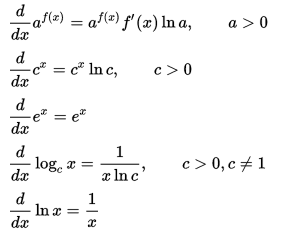 d/dx a^{f(x)} = a^{f(x)} f′(x) ln a, a > 0
d/dx c^x = c^x ln c, c > 0
d/dx e^x = e^x
d/dx log_c x = 1/(x ln c), c > 0, c ≠ 1
d/dx ln x = 1/x